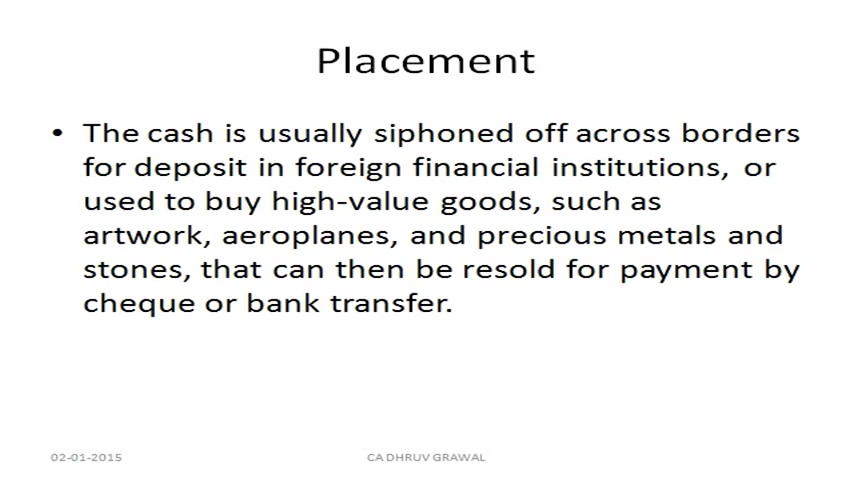 Placement
• The cash is usually siphoned off across borders
for deposit in foreign financial institutions, or
used to buy high-value goods, such as
artwork, aeroplanes, and precious metals and
stones, that can then be resold for payment by
cheque or bank transfer.
02-01-2015
CA DHRUV GRAWAL